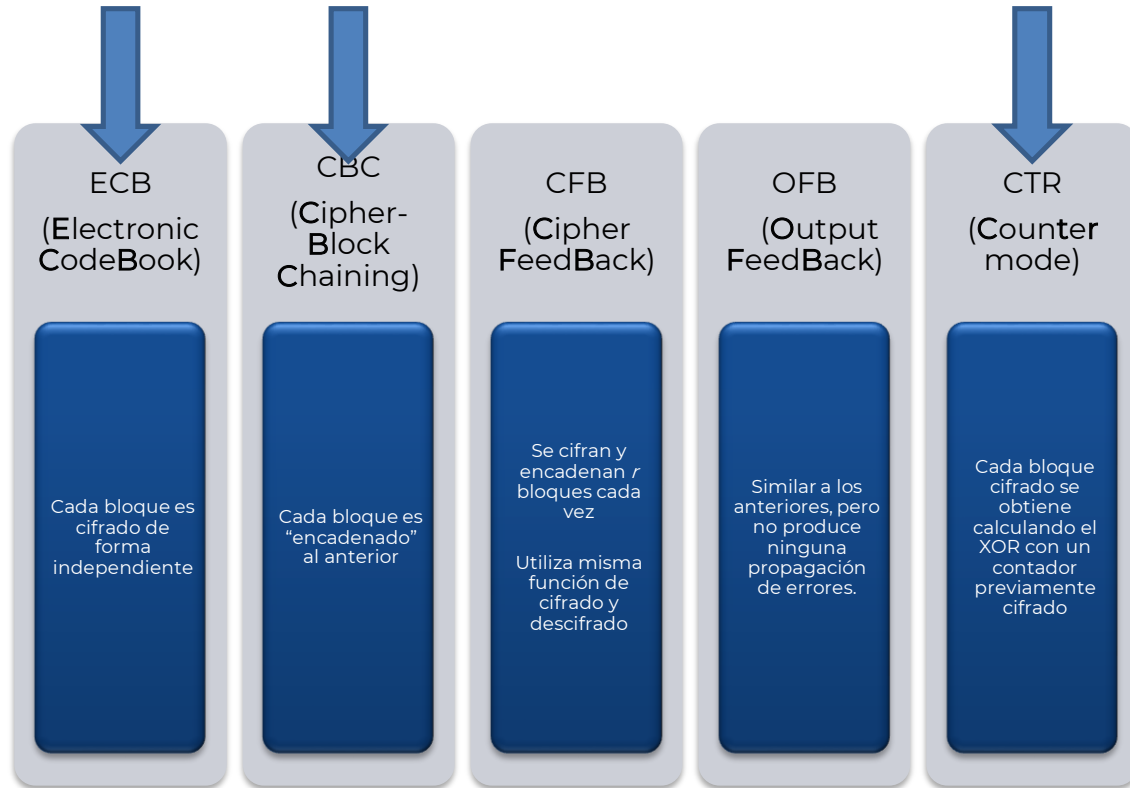 ECB
(Electronic
CodeBook)
Cada bloque es
cifrado de
forma
independiente
CBC
(Cipher-
Block
Chaining)
Cada bloque es
“encadenado”
al anterior
CFB
(Cipher
FeedBack)
Se cifran y
encadenan r
bloques cada
vez
Utiliza misma
función de
cifrado y
descifrado
OFB
(Output
FeedBack)
Similar a los
anteriores, pero
no produce
ninguna
propagación
de errores.
CTR
(Counter
mode)
Cada bloque
cifrado se
obtiene
calculando el
XOR con un
contador
previamente
cifrado